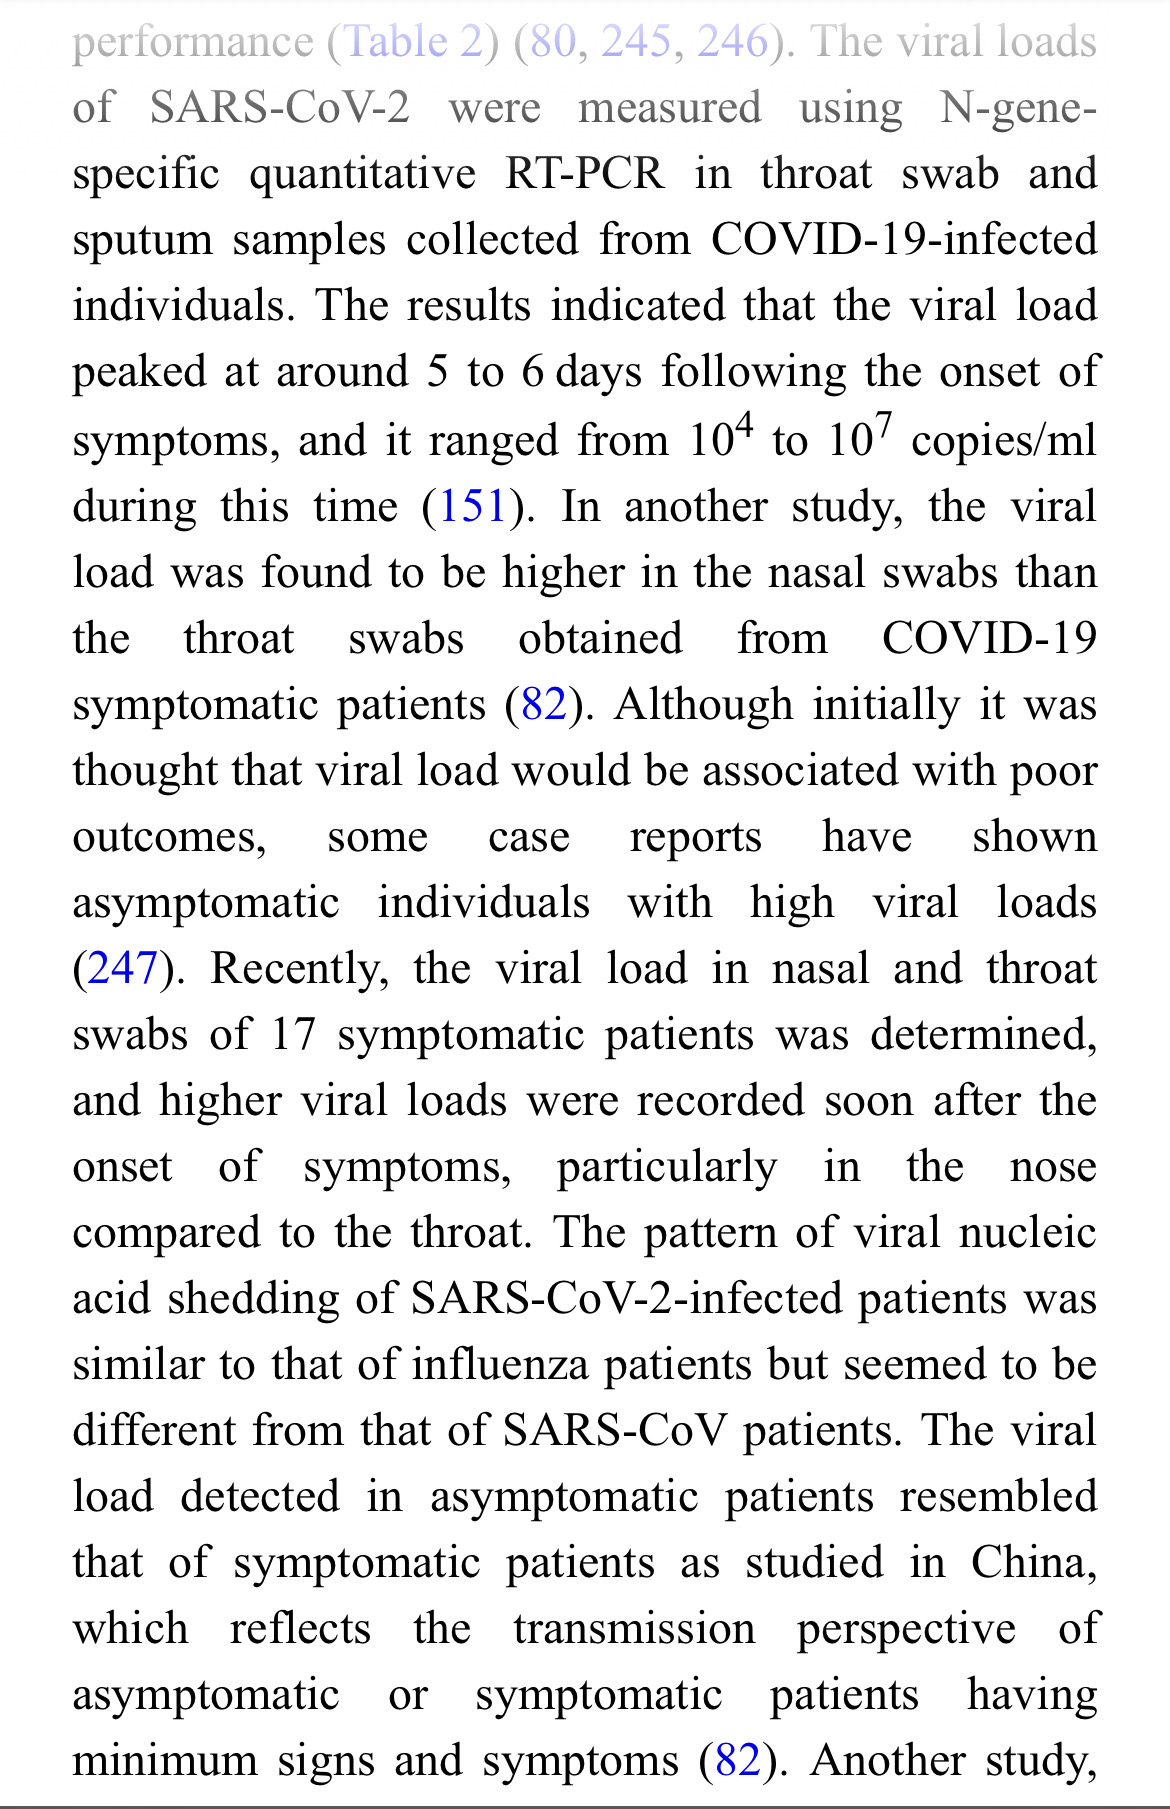 performance (Table 2) (80, 245, 246). The viral loads
of SARS-CoV-2 were measured using N-gene-
specific quantitative RT-PCR in throat swab and
sputum samples collected from COVID-19-infected
individuals. The results indicated that the viral load
peaked at around 5 to 6 days following the onset of
symptoms, and it ranged from 10⁴ to 10⁷ copies/ml
during this time (151). In another study, the viral
load was found to be higher in the nasal swabs than
the throat swabs obtained from COVID-19
symptomatic patients (82). Although initially it was
thought that viral load would be associated with poor
outcomes, some case reports have shown
asymptomatic individuals with high viral loads
(247). Recently, the viral load in nasal and throat
swabs of 17 symptomatic patients was determined,
and higher viral loads were recorded soon after the
onset of symptoms, particularly in the nose
compared to the throat. The pattern of viral nucleic
acid shedding of SARS-CoV-2-infected patients was
similar to that of influenza patients but seemed to be
different from that of SARS-CoV patients. The viral
load detected in asymptomatic patients resembled
that of symptomatic patients as studied in China,
which reflects the transmission perspective of
asymptomatic or symptomatic patients having
minimum signs and symptoms (82). Another study,